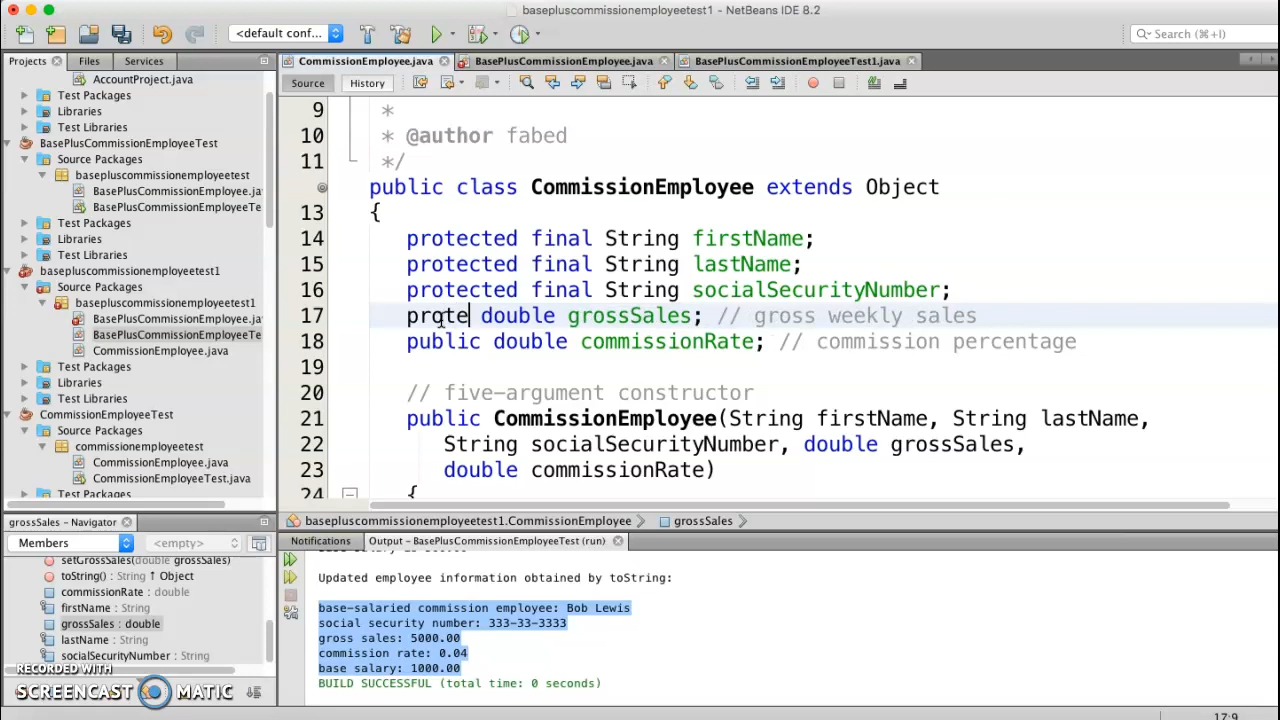 basepluscommissionemployeetest1 - NetBeans IDE 8.2
<default conf...
Search (⌘+I)
Projects Files Services
CommissionEmployee.java BasePlusCommissionEmployee.java BasePlusCommissionEmployeeTest1.java
Source History
AccountProject.java
Test Packages
Libraries
Test Libraries
BasePlusCommissionEmployeeTest
Source Packages
basepluscommissionemployeetest
BasePlusCommissionEmployee.ja
BasePlusCommissionEmployeeTe
Test Packages
Libraries
Test Libraries
basepluscommissionemployeetest1
Source Packages
basepluscommissionemployeetest1
BasePlusCommissionEmployee.ja
BasePlusCommissionEmployeeTe
CommissionEmployee.java
Test Packages
Libraries
Test Libraries
CommissionEmployeeTest
Source Packages
commissionemployeetest
CommissionEmployee.java
CommissionEmployeeTest.java
Test Packages
9 *
10 * @author fabed
11 */
public class CommissionEmployee extends Object
13 {
14 protected final String firstName;
15 protected final String lastName;
16 protected final String socialSecurityNumber;
17 prote double grossSales; // gross weekly sales
18 public double commissionRate; // commission percentage
19
20 // five-argument constructor
21 public CommissionEmployee(String firstName, String lastName,
22 String socialSecurityNumber, double grossSales,
23 double commissionRate)
24 {
basepluscommissionemployeetest1.CommissionEmployee grossSales
grossSales - Navigator
Members <empty>
setGrossSales(double grossSales)
toString() : String ↑ Object
commissionRate : double
firstName : String
grossSales : double
lastName : String
socialSecurityNumber : String
RECORDED WITH
SCREENCAST MATIC
Notifications Output - BasePlusCommissionEmployeeTest (run)
Updated employee information obtained by toString:
base-salaried commission employee: Bob Lewis
social security number: 333-33-3333
gross sales: 5000.00
commission rate: 0.04
base salary: 1000.00
BUILD SUCCESSFUL (total time: 0 seconds)
17:9